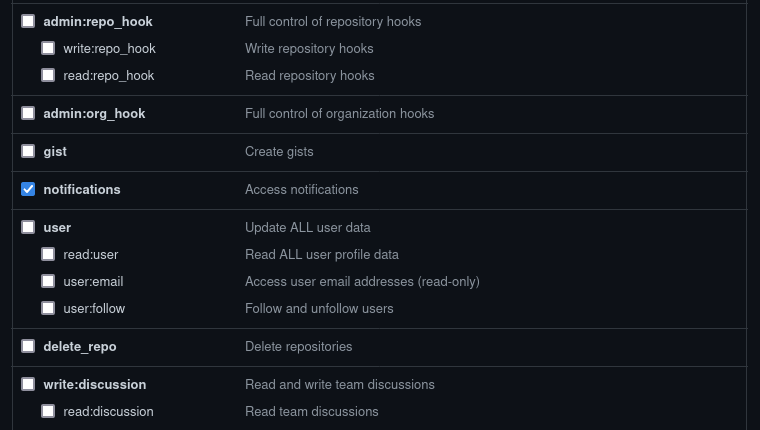 admin:repo_hook Full control of repository hooks
write:repo_hook Write repository hooks
read:repo_hook Read repository hooks
admin:org_hook Full control of organization hooks
gist Create gists
notifications Access notifications
user Update ALL user data
read:user Read ALL user profile data
user:email Access user email addresses (read-only)
user:follow Follow and unfollow users
delete_repo Delete repositories
write:discussion Read and write team discussions
read:discussion Read team discussions